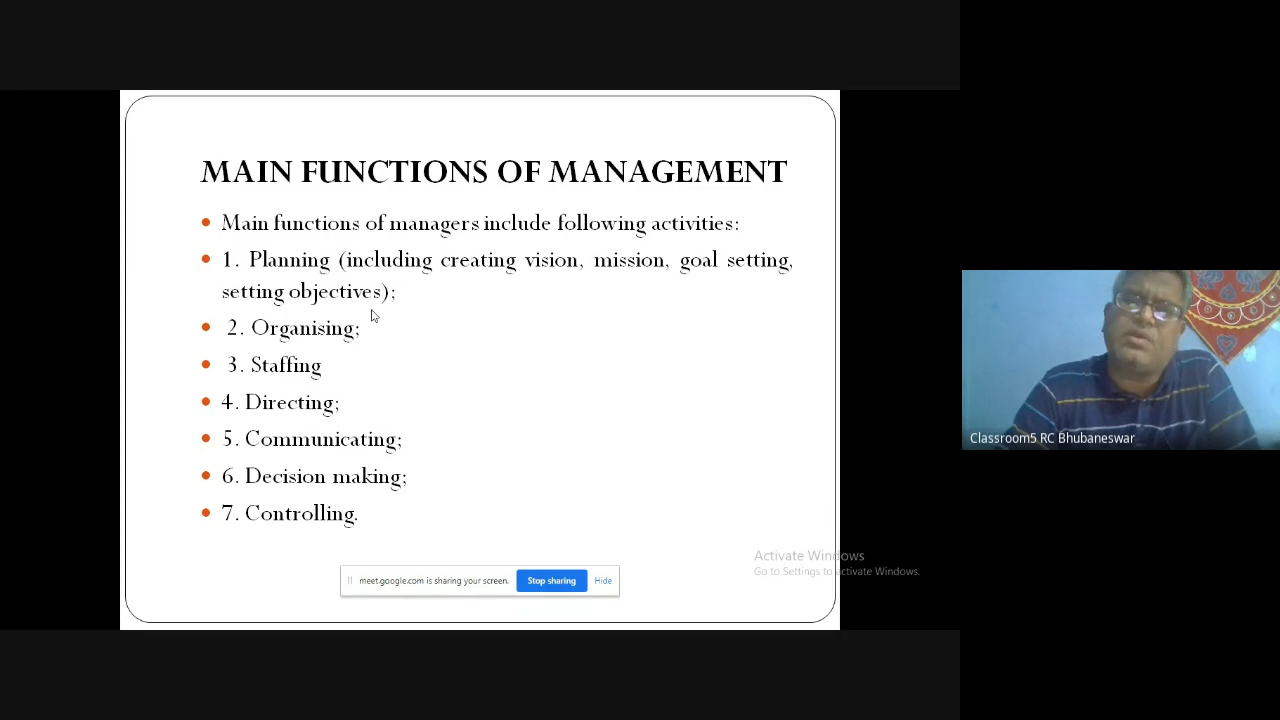 MAIN FUNCTIONS OF MANAGEMENT
Main functions of managers include following activities:
1. Planning (including creating vision, mission, goal setting,
setting objectives);
2. Organising;
3. Staffing
4. Directing;
5. Communicating;
6. Decision making;
7. Controlling.
meet.google.com is sharing your screen. Stop sharing Hide
Activate Windows
Go to Settings to activate Windows.
Classroom5 RC Bhubaneswar